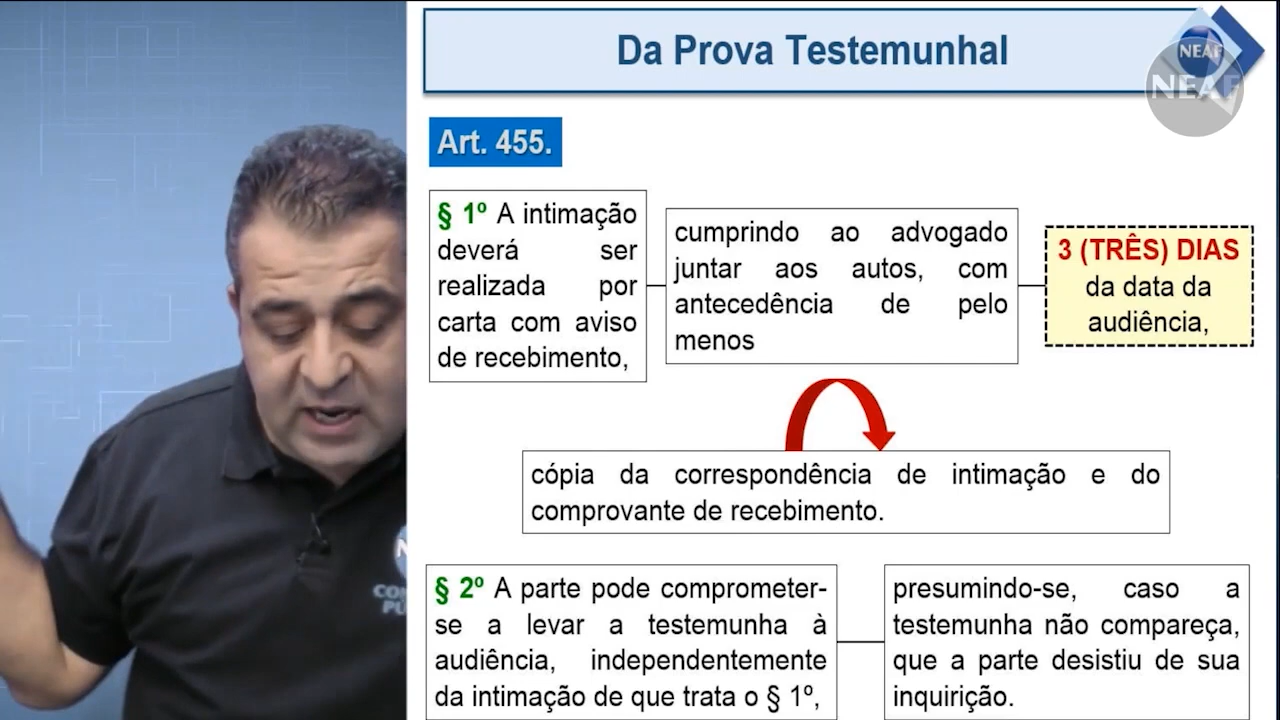 Da Prova Testemunhal
NEAF
NEAF
Art. 455.
§ 1º A intimação
deverá ser
realizada por
carta com aviso
de recebimento,
cumprindo ao advogado
juntar aos autos, com
antecedência de pelo
menos
3 (TRÊS) DIAS
da data da
audiência,
cópia da correspondência de intimação e do
comprovante de recebimento.
§ 2º A parte pode comprometer-
se a levar a testemunha à
audiência, independentemente
da intimação de que trata o § 1º,
presumindo-se, caso a
testemunha não compareça,
que a parte desistiu de sua
inquirição.